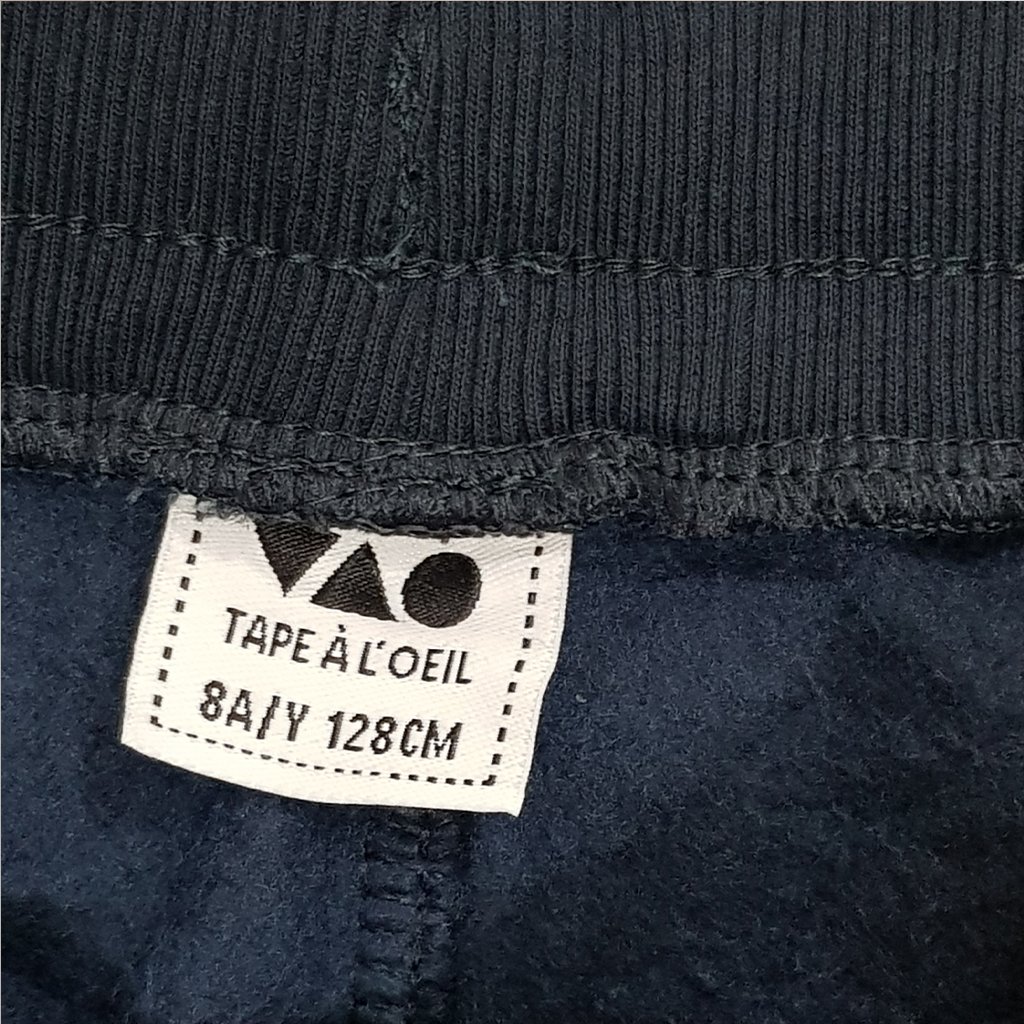 TAPE À L'OEIL
8A/Y 128CM